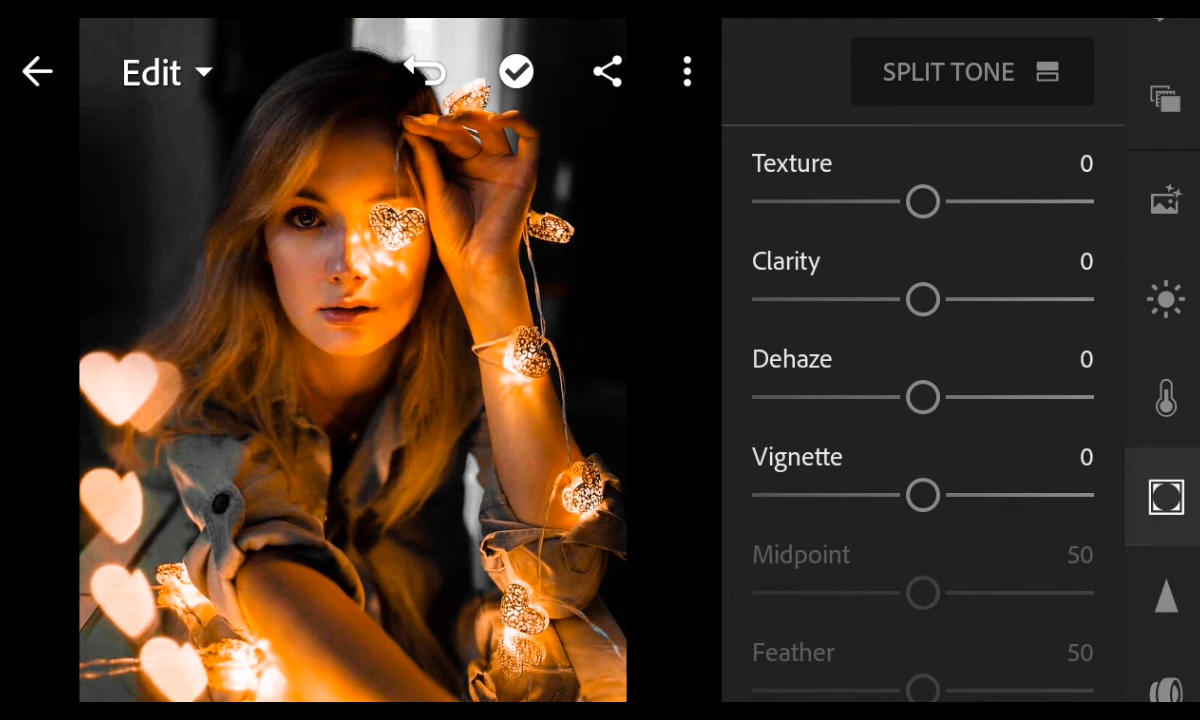 Edit
SPLIT TONE
Texture 0
Clarity 0
Dehaze 0
Vignette 0
Midpoint 50
Feather 50